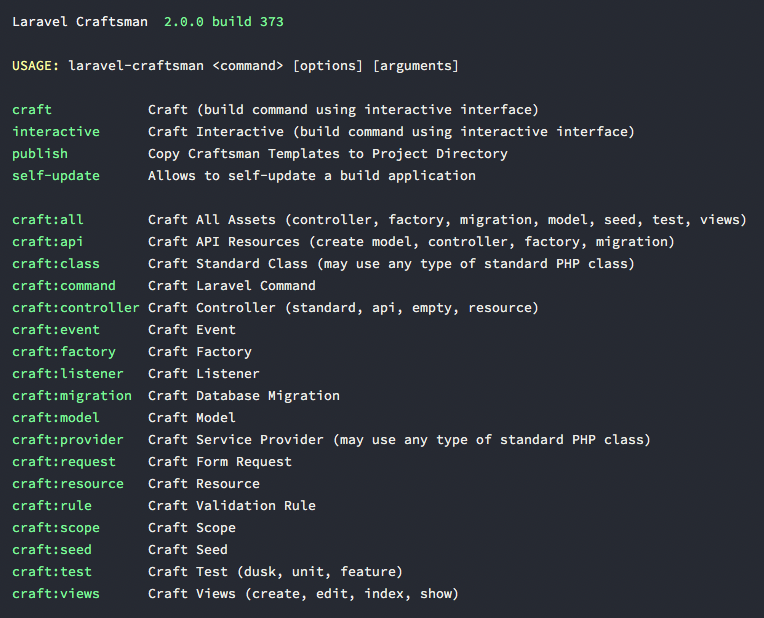 Laravel Craftsman  2.0.0 build 373
USAGE: laravel-craftsman <command> [options] [arguments]
craft            Craft (build command using interactive interface)
interactive      Craft Interactive (build command using interactive interface)
publish          Copy Craftsman Templates to Project Directory
self-update      Allows to self-update a build application
craft:all        Craft All Assets (controller, factory, migration, model, seed, test, views)
craft:api        Craft API Resources (create model, controller, factory, migration)
craft:class      Craft Standard Class (may use any type of standard PHP class)
craft:command    Craft Laravel Command
craft:controller Craft Controller (standard, api, empty, resource)
craft:event      Craft Event
craft:factory    Craft Factory
craft:listener   Craft Listener
craft:migration  Craft Database Migration
craft:model      Craft Model
craft:provider   Craft Service Provider (may use any type of standard PHP class)
craft:request    Craft Form Request
craft:resource   Craft Resource
craft:rule       Craft Validation Rule
craft:scope      Craft Scope
craft:seed       Craft Seed
craft:test       Craft Test (dusk, unit, feature)
craft:views      Craft Views (create, edit, index, show)